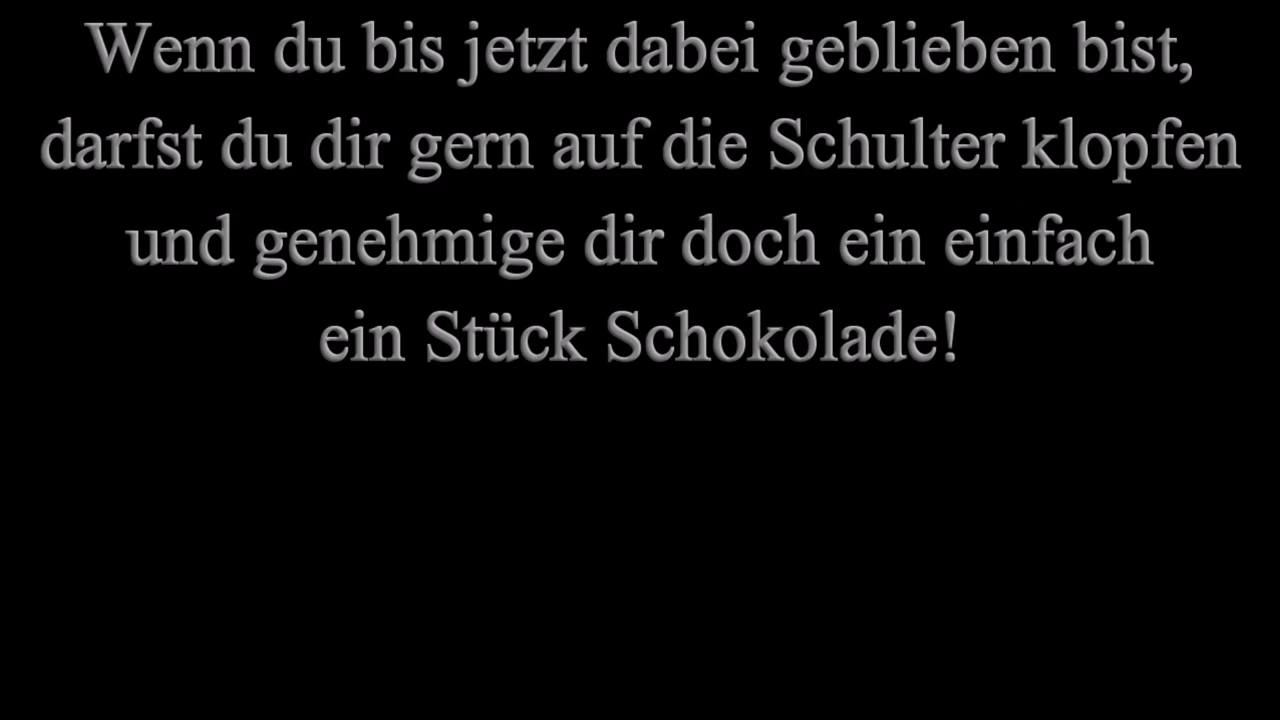 Wenn du bis jetzt dabei geblieben bist,
darfst du dir gern auf die Schulter klopfen
und genehmige dir doch ein einfach
ein Stück Schokolade!